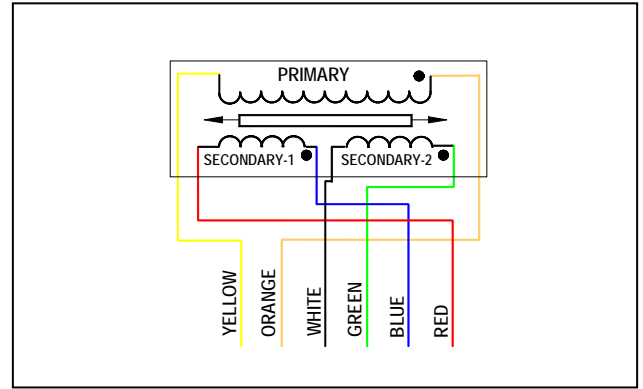 PRIMARY
SECONDARY-1
SECONDARY-2
YELLOW
ORANGE
WHITE
GREEN
BLUE
RED